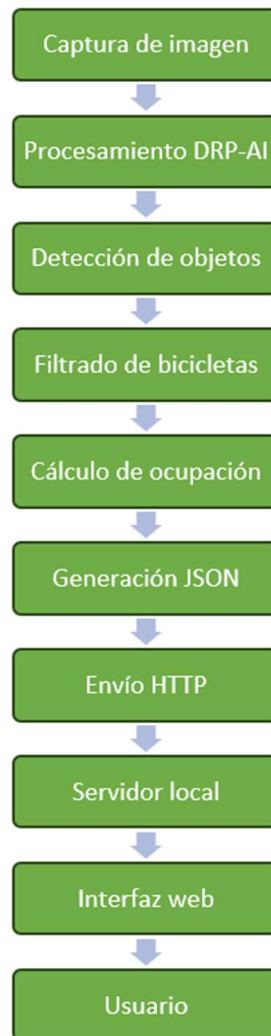 Captura de imagen
Procesamiento DRP-AI
Detección de objetos
Filtrado de bicicletas
Cálculo de ocupación
Generación JSON
Envío HTTP
Servidor local
Interfaz web
Usuario